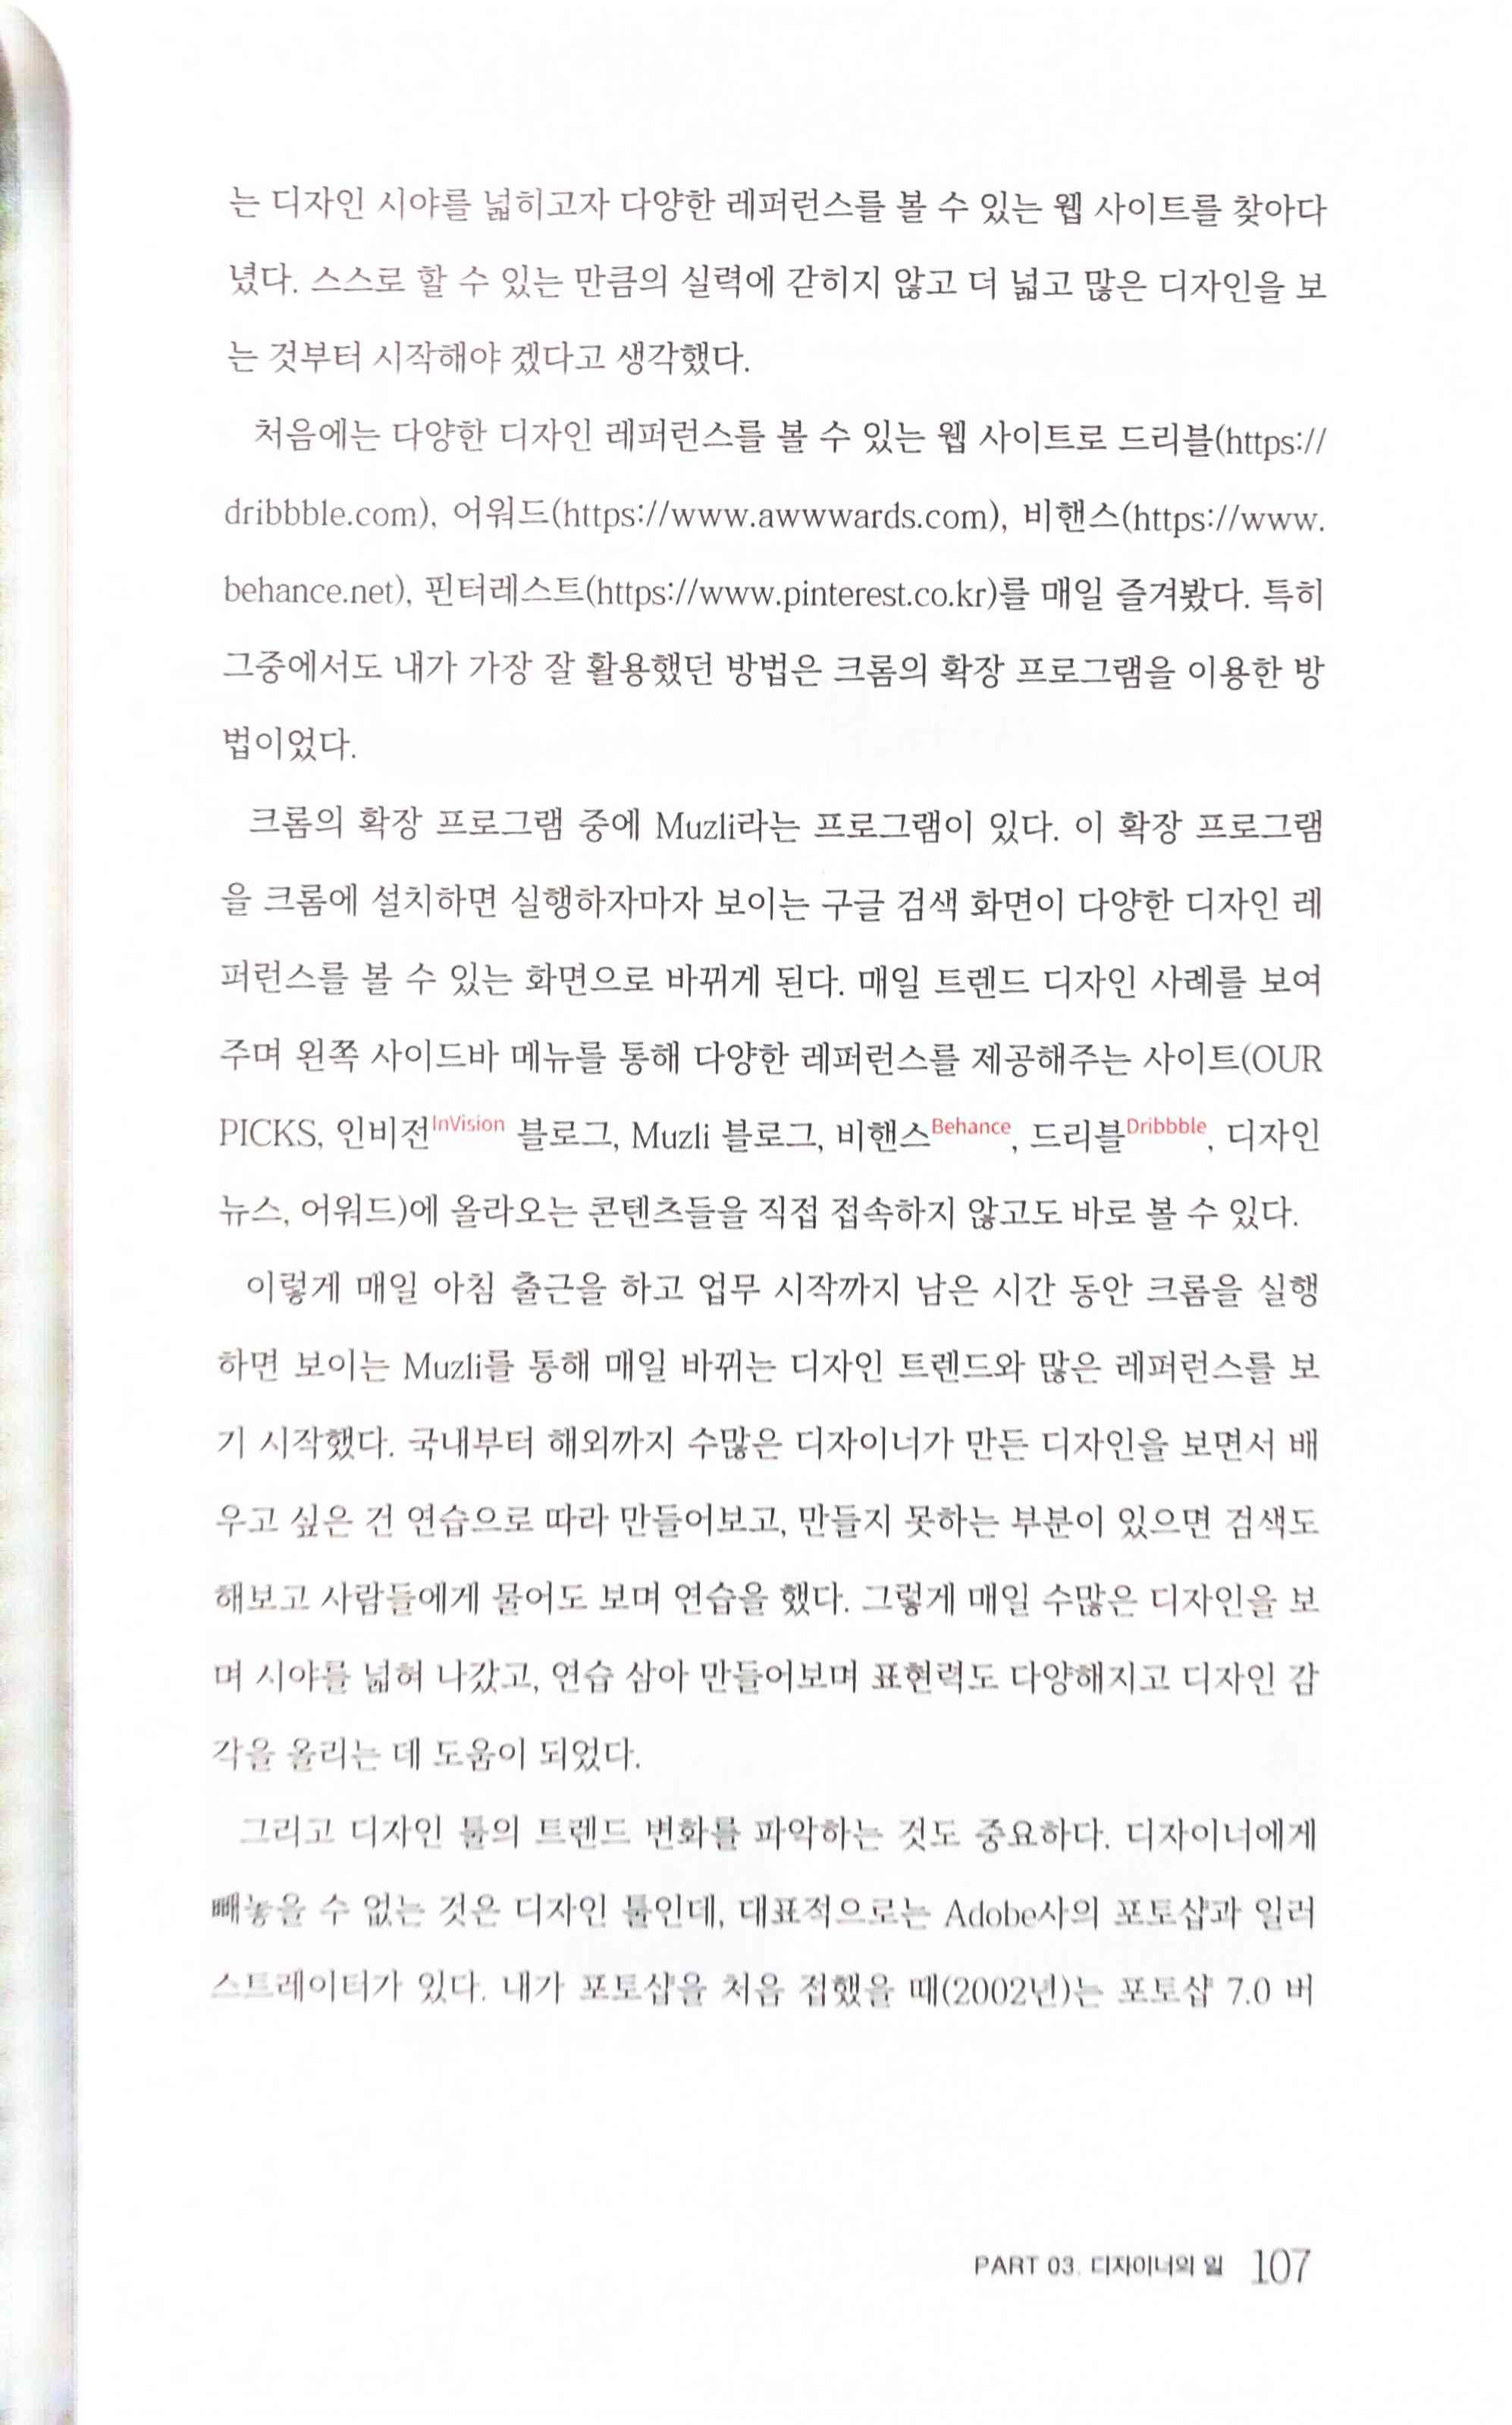 는 디자인 시야를 넓히고자 다양한 레퍼런스를 볼 수 있는 웹 사이트를 찾아다
녔다. 스스로 할 수 있는 만큼의 실력에 갇히지 않고 더 넓고 많은 디자인을 보
는 것부터 시작해야 겠다고 생각했다.
처음에는 다양한 디자인 레퍼런스를 볼 수 있는 웹 사이트로 드리블(https://
dribbble.com), 어워드(https://www.awwwards.com), 비핸스(https://www.
behance.net), 핀터레스트(https://www.pinterest.co.kr)를 매일 즐겨봤다. 특히
그중에서도 내가 가장 잘 활용했던 방법은 크롬의 확장 프로그램을 이용한 방
법이었다.
크롬의 확장 프로그램 중에 Muzli라는 프로그램이 있다. 이 확장 프로그램
을 크롬에 설치하면 실행하자마자 보이는 구글 검색 화면이 다양한 디자인 레
퍼런스를 볼 수 있는 화면으로 바뀌게 된다. 매일 트렌드 디자인 사례를 보여
주며 왼쪽 사이드바 메뉴를 통해 다양한 레퍼런스를 제공해주는 사이트(OUR
PICKS, 인비전InVision 블로그, Muzli 블로그, 비핸스Behance, 드리블Dribbble, 디자인
뉴스, 어워드)에 올라오는 콘텐츠들을 직접 접속하지 않고도 바로 볼 수 있다.
이렇게 매일 아침 출근을 하고 업무 시작까지 남은 시간 동안 크롬을 실행
하면 보이는 Muzli를 통해 매일 바뀌는 디자인 트렌드와 많은 레퍼런스를 보
기 시작했다. 국내부터 해외까지 수많은 디자이너가 만든 디자인을 보면서 배
우고 싶은 건 연습으로 따라 만들어보고, 만들지 못하는 부분이 있으면 검색도
해보고 사람들에게 물어도 보며 연습을 했다. 그렇게 매일 수많은 디자인을 보
며 시야를 넓혀 나갔고, 연습 삼아 만들어보며 표현력도 다양해지고 디자인 감
각을 올리는 데 도움이 되었다.
그리고 디자인 툴의 트렌드 변화를 파악하는 것도 중요하다. 디자이너에게
빼놓을 수 없는 것은 디자인 툴인데, 대표적으로는 Adobe사의 포토샵과 일러
스트레이터가 있다. 내가 포토샵을 처음 접했을 때(2002년)는 포토샵 7.0 버
PART 03. 디자이너의 일 107